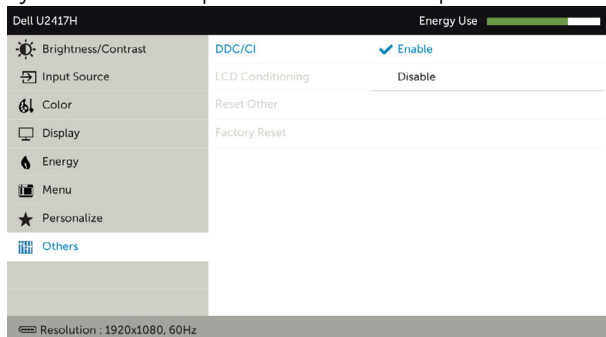 Dell U2417H Energy Use
Brightness/Contrast DDC/CI Enable
Input Source LCD Conditioning Disable
Color Reset Other
Display Factory Reset
Energy
Menu
Personalize
Others
Resolution : 1920x1080, 60Hz